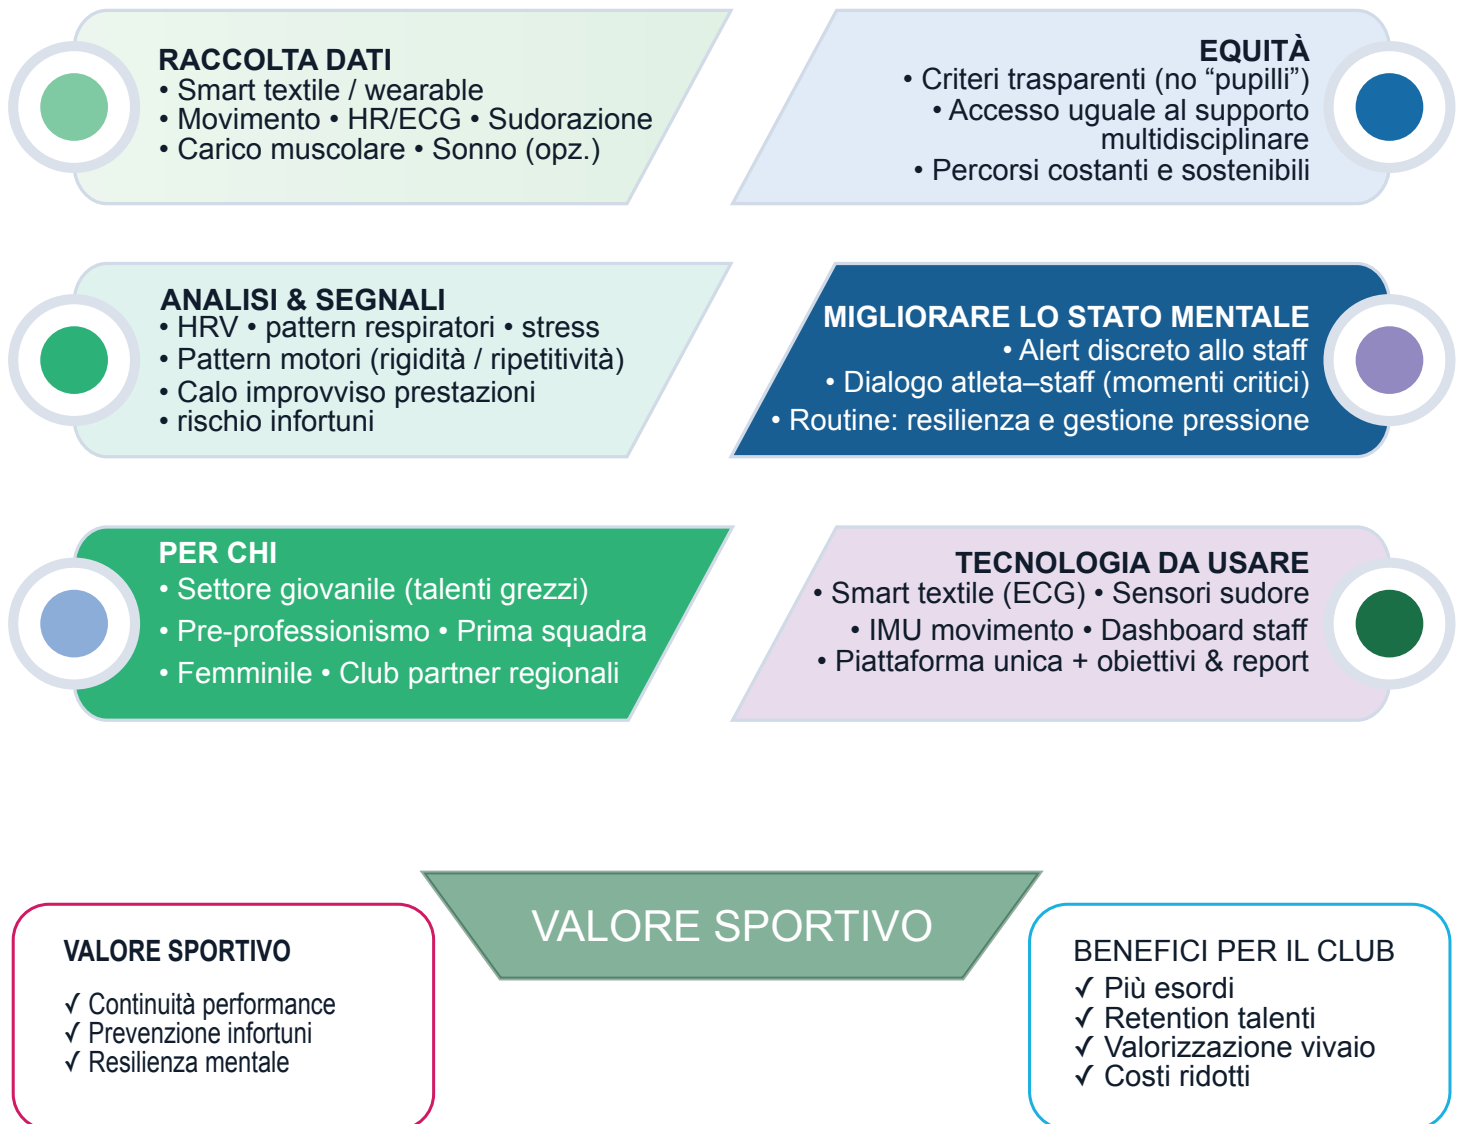 RACCOLTA DATI
• Smart textile / wearable
• Movimento • HR/ECG • Sudorazione
• Carico muscolare • Sonno (opz.)
EQUITÀ
• Criteri trasparenti (no “pupilli”)
• Accesso uguale al supporto
multidisciplinare
• Percorsi costanti e sostenibili
ANALISI & SEGNALI
• HRV • pattern respiratori • stress
• Pattern motori (rigidità / ripetitività)
• Calo improvviso prestazioni
• rischio infortuni
MIGLIORARE LO STATO MENTALE
• Alert discreto allo staff
• Dialogo atleta–staff (momenti critici)
• Routine: resilienza e gestione pressione
PER CHI
• Settore giovanile (talenti grezzi)
• Pre-professionismo • Prima squadra
• Femminile • Club partner regionali
TECNOLOGIA DA USARE
• Smart textile (ECG) • Sensori sudore
• IMU movimento • Dashboard staff
• Piattaforma unica + obiettivi & report
VALORE SPORTIVO
VALORE SPORTIVO
✓ Continuità performance
✓ Prevenzione infortuni
✓ Resilienza mentale
BENEFICI PER IL CLUB
✓ Più esordi
✓ Retention talenti
✓ Valorizzazione vivaio
✓ Costi ridotti